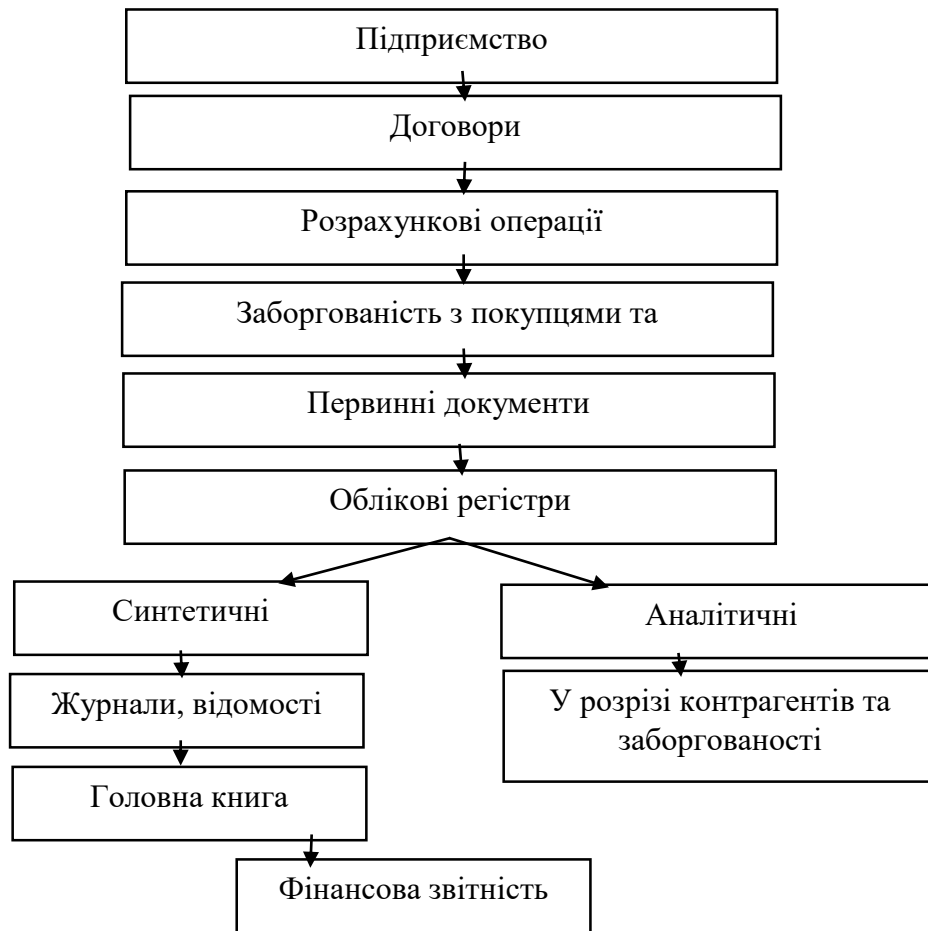 Підприємство
Договори
Розрахункові операції
Заборгованість з покупцями та
Первинні документи
Облікові регістри
Синтетичні
Аналітичні
Журнали, відомості
У розрізі контрагентів та
заборгованості
Головна книга
Фінансова звітність